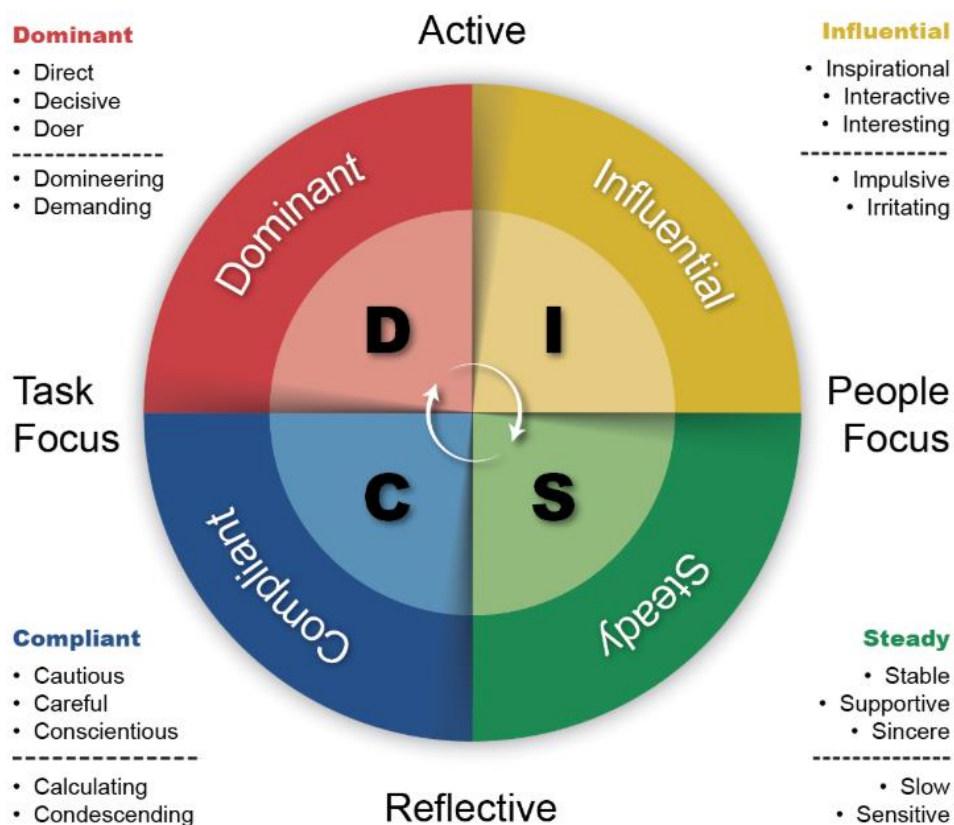 Active
Dominant
• Direct
• Decisive
• Doer
--------------
• Domineering
• Demanding
Influential
• Inspirational
• Interactive
• Interesting
--------------
• Impulsive
• Irritating
Dominant
Influential
D
I
Task
Focus
People
Focus
C
S
Compliant
Steady
Compliant
• Cautious
• Careful
• Conscientious
--------------
• Calculating
• Condescending
Steady
• Stable
• Supportive
• Sincere
--------------
• Slow
• Sensitive
Reflective